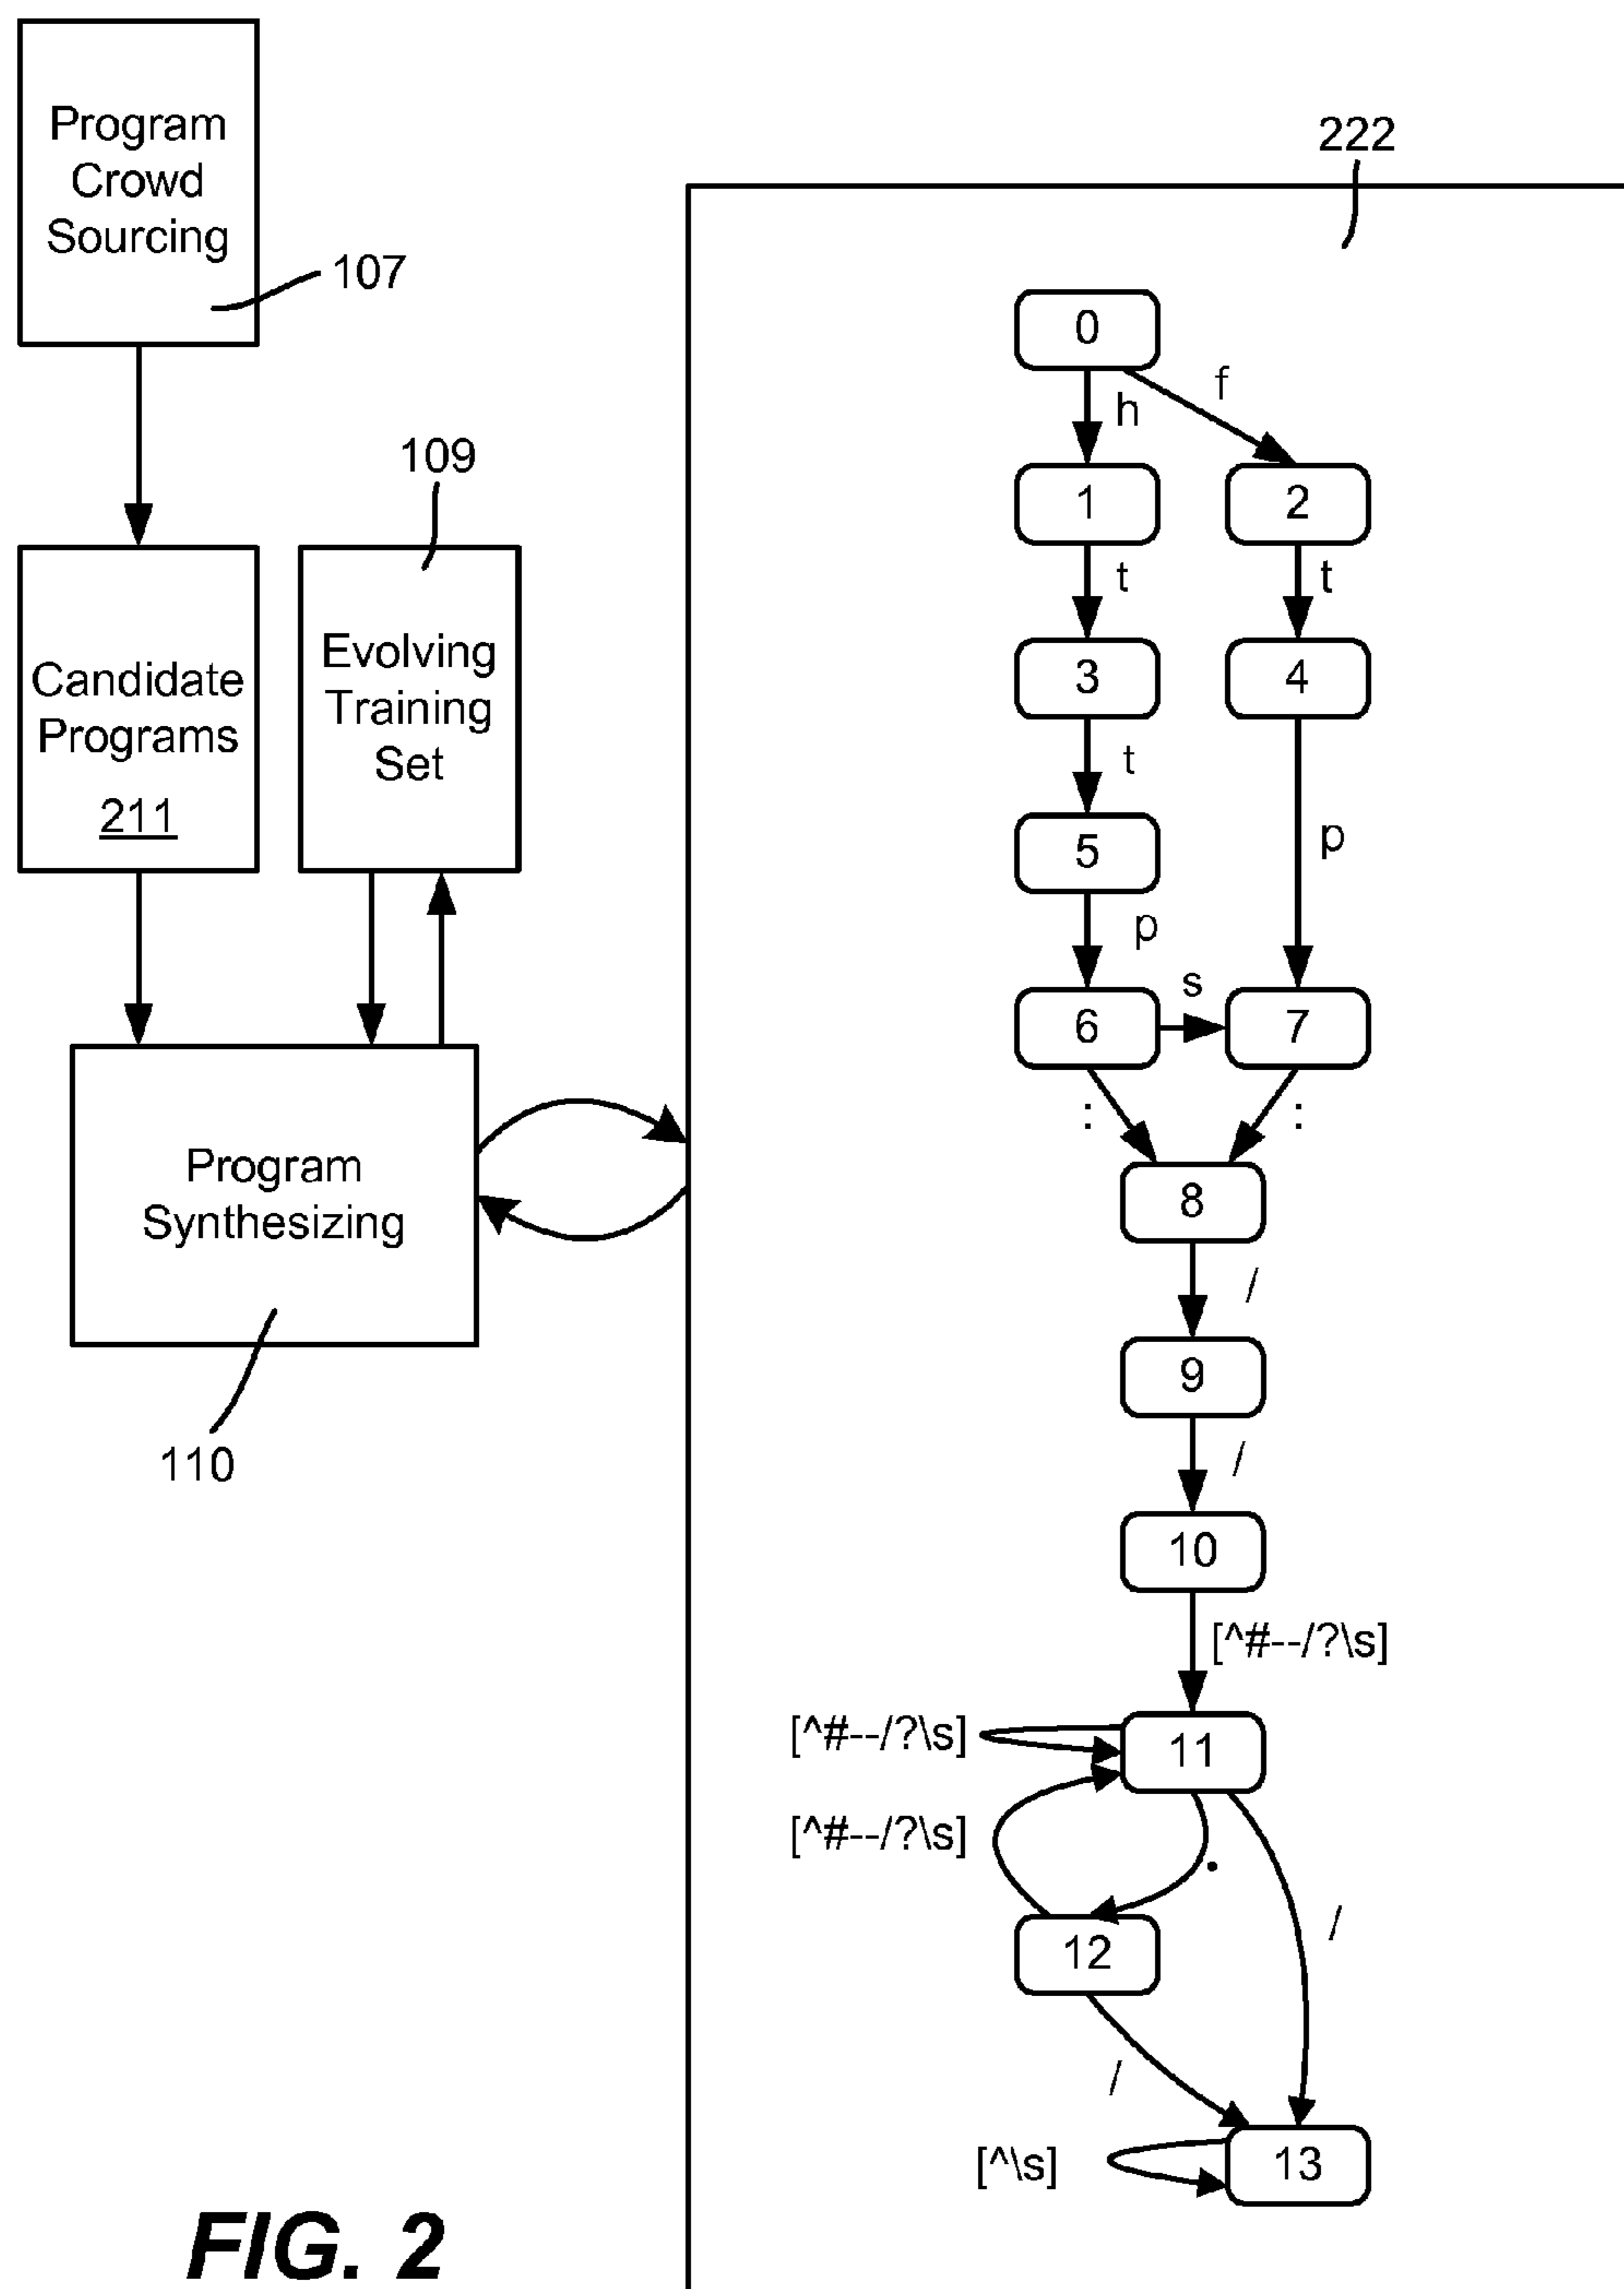 Program
Crowd
Sourcing
107
109
Candidate
Programs
211
Evolving
Training
Set
Program
Synthesizing
110
222
0
h
f
1
2
t
t
3
4
t
5
p
p
6
s
7
:
:
8
/
9
/
10
[^#--/?\s]
[^#--/?\s]
11
[^#--/?\s]
.
12
/
/
[^\s]
13
FIG. 2